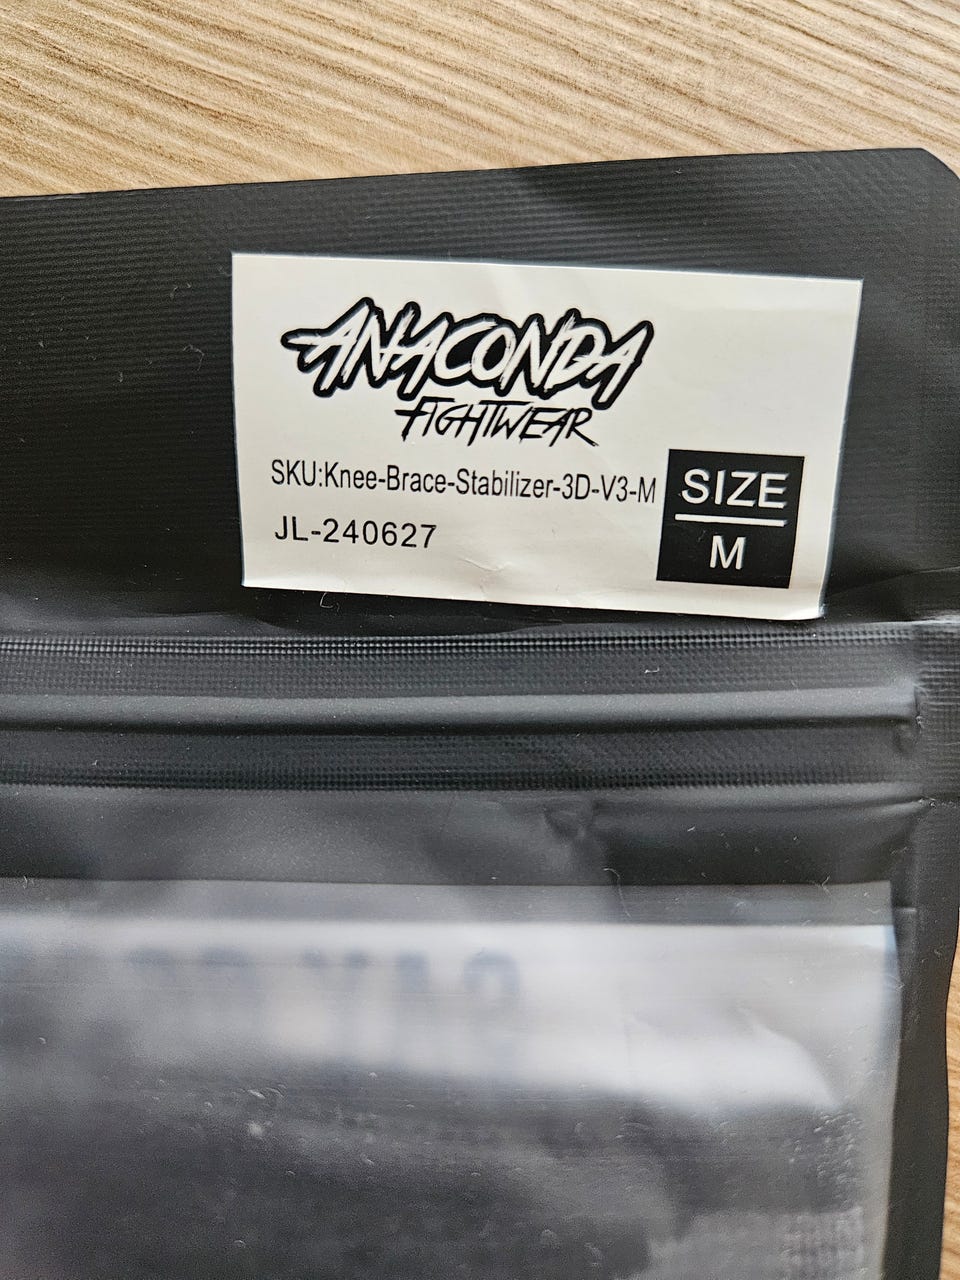 ANACONDA
FIGHTWEAR
SKU:Knee-Brace-Stabilizer-3D-V3-M
JL-240627
SIZE
M